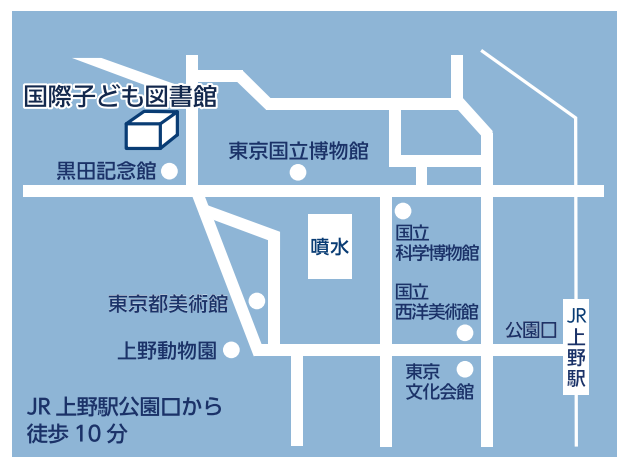 国際子ども図書館
東京国立博物館
黒田記念館
国立
科学博物館
噴水
国立
西洋美術館
東京都美術館
JR上野駅
公園口
上野動物園
東京
文化会館
JR 上野駅公園口から
徒歩 10 分